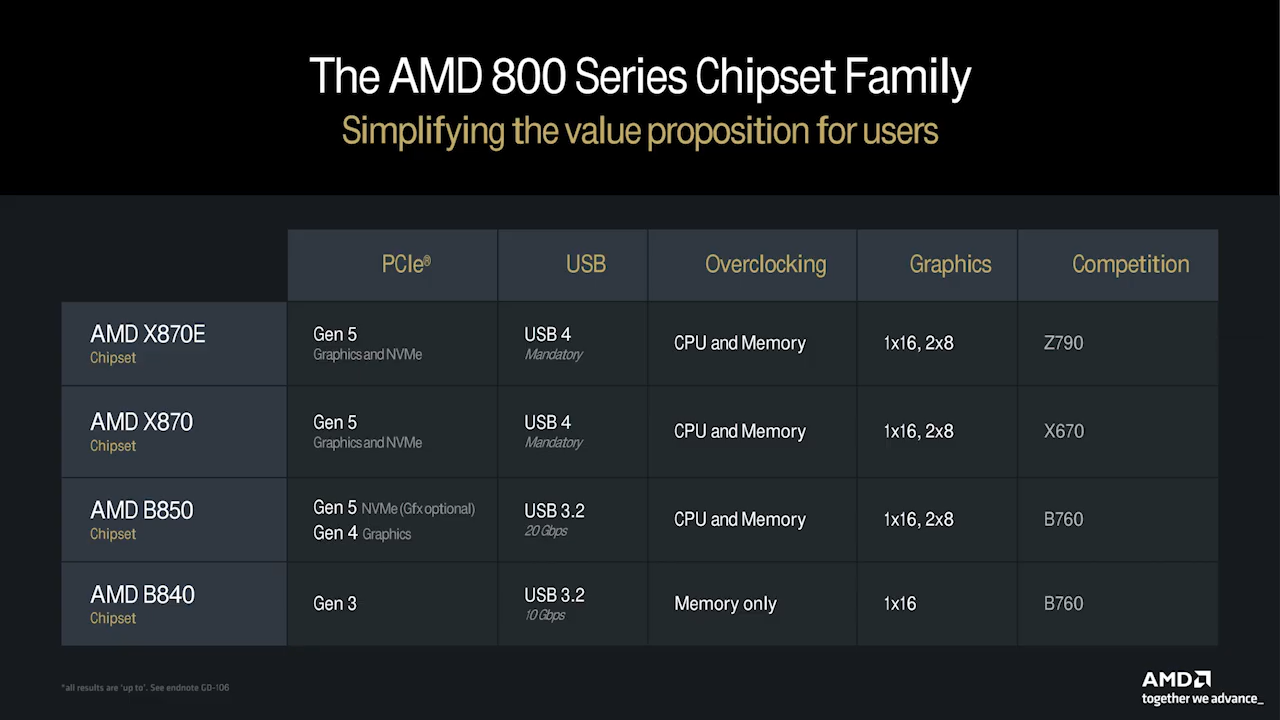 The AMD 800 Series Chipset Family
Simplifying the value proposition for users
PCIe®
USB
Overclocking
Graphics
Competition
AMD X870E
Chipset
Gen 5
Graphics and NVMe
USB 4
Mandatory
CPU and Memory
1x16, 2x8
Z790
AMD X870
Chipset
Gen 5
Graphics and NVMe
USB 4
Mandatory
CPU and Memory
1x16, 2x8
X670
AMD B850
Chipset
Gen 5 NVMe (Gfx optional)
Gen 4 Graphics
USB 3.2
20 Gbps
CPU and Memory
1x16, 2x8
B760
AMD B840
Chipset
Gen 3
USB 3.2
10 Gbps
Memory only
1x16
B760
*all results are 'up to'. See endnote GD-106
AMD
together we advance_